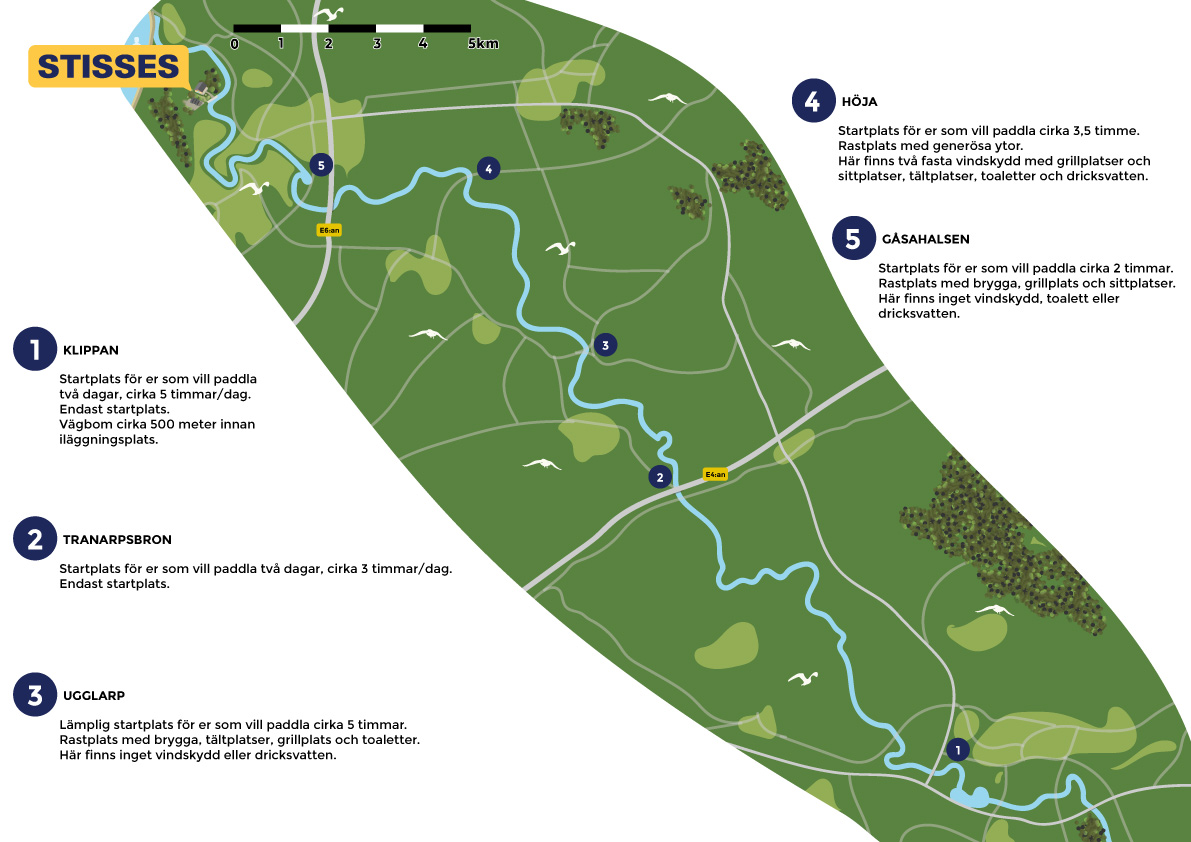 STISSES
0 1 2 3 4 5km
5
4
E6:an
3
2
E4:an
1
1 KLIPPAN
Startplats för er som vill paddla
två dagar, cirka 5 timmar/dag.
Endast startplats.
Vägbom cirka 500 meter innan
iläggningsplats.
2 TRANARPSBRON
Startplats för er som vill paddla två dagar, cirka 3 timmar/dag.
Endast startplats.
3 UGGLARP
Lämplig startplats för er som vill paddla cirka 5 timmar.
Rastplats med brygga, tältplatser, grillplats och toaletter.
Här finns inget vindskydd eller dricksvatten.
4 HÖJA
Startplats för er som vill paddla cirka 3,5 timme.
Rastplats med generösa ytor.
Här finns två fasta vindskydd med grillplatser och
sittplatser, tältplatser, toaletter och dricksvatten.
5 GÅSAHALSEN
Startplats för er som vill paddla cirka 2 timmar.
Rastplats med brygga, grillplats och sittplatser.
Här finns inget vindskydd, toalett eller
dricksvatten.